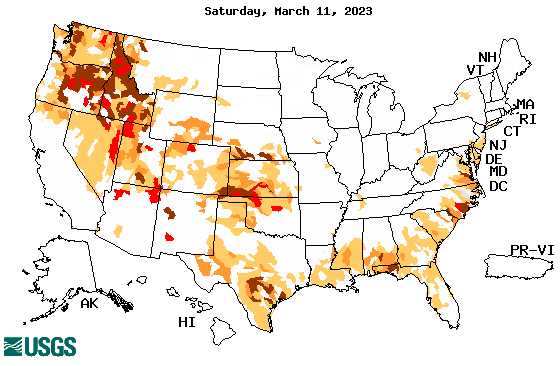 Saturday, March 11, 2023
NH
VT
MA
RI
CT
NJ
DE
MD
DC
PR-VI
AK
HI
USGS